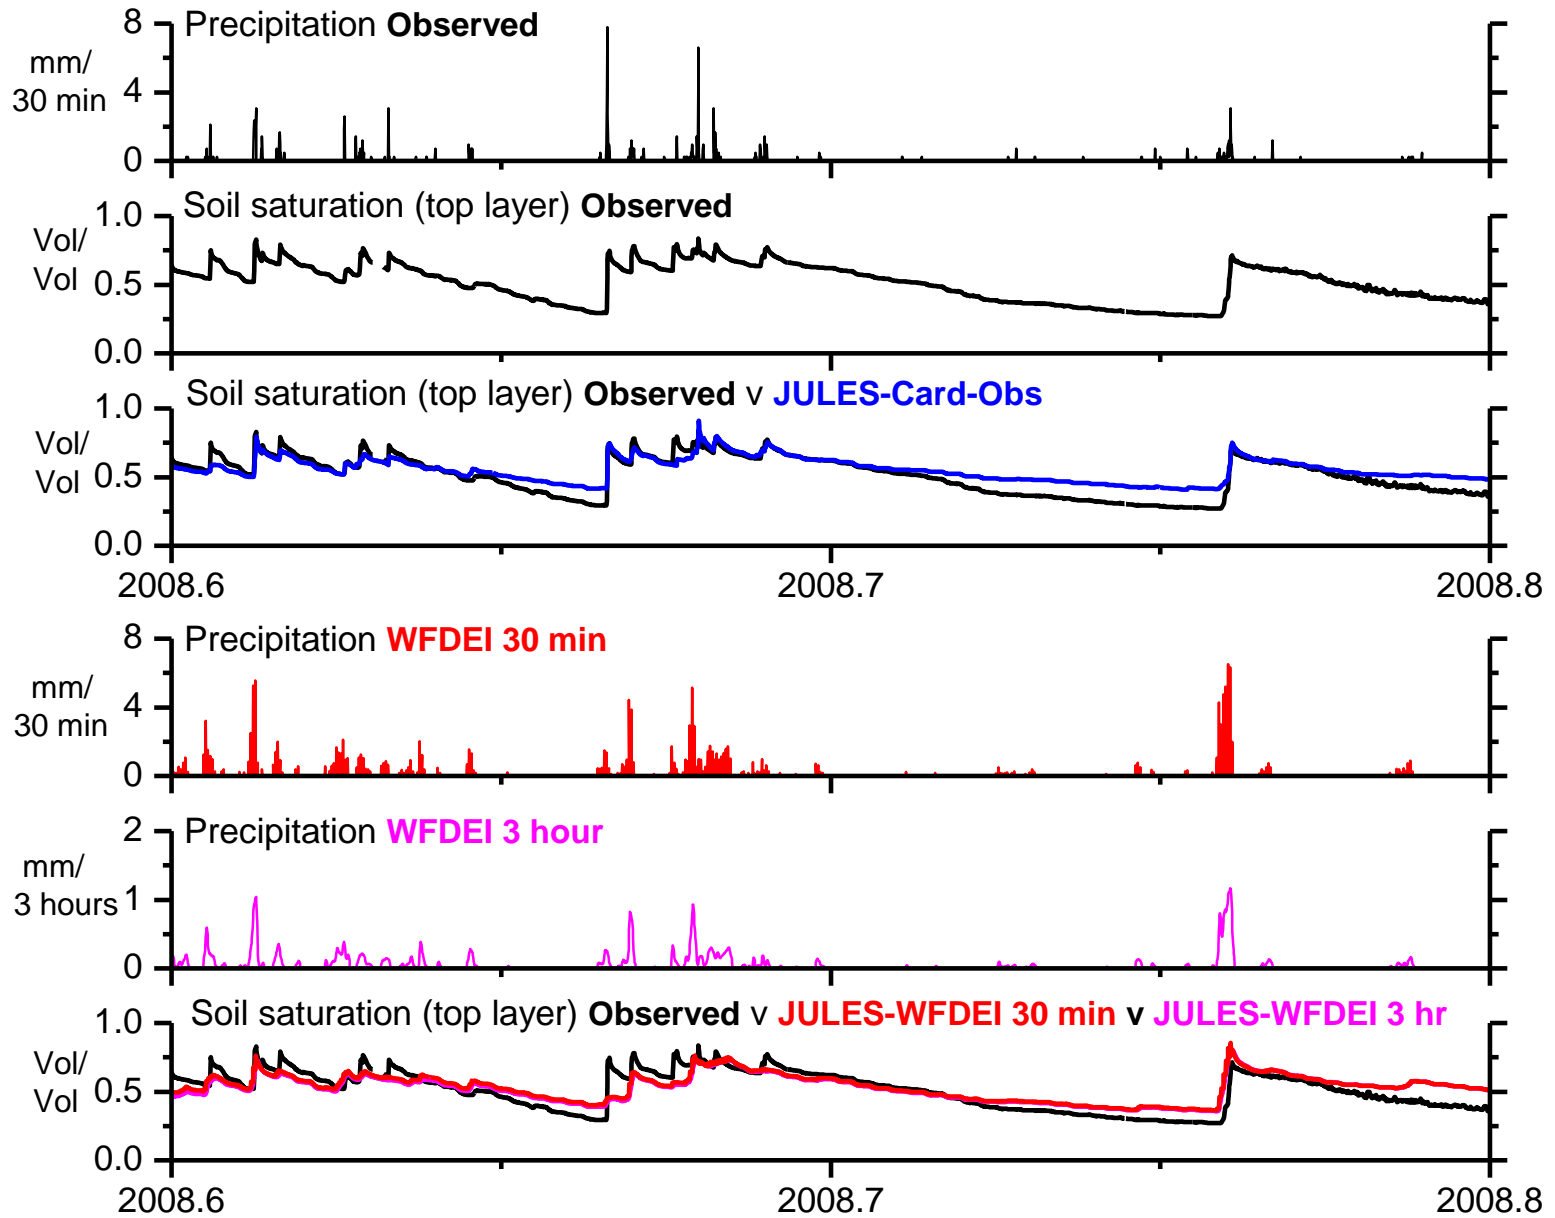 Precipitation Observed
mm/
30 min
8
4
0
Soil saturation (top layer) Observed
Vol/
Vol
1.0
0.5
0.0
Soil saturation (top layer) Observed v JULES-Card-Obs
Vol/
Vol
1.0
0.5
0.0
2008.6 2008.7 2008.8
Precipitation WFDEI 30 min
mm/
30 min
8
4
0
Precipitation WFDEI 3 hour
mm/
3 hours
2
1
0
Soil saturation (top layer) Observed v JULES-WFDEI 30 min v JULES-WFDEI 3 hr
Vol/
Vol
1.0
0.5
0.0
2008.6 2008.7 2008.8